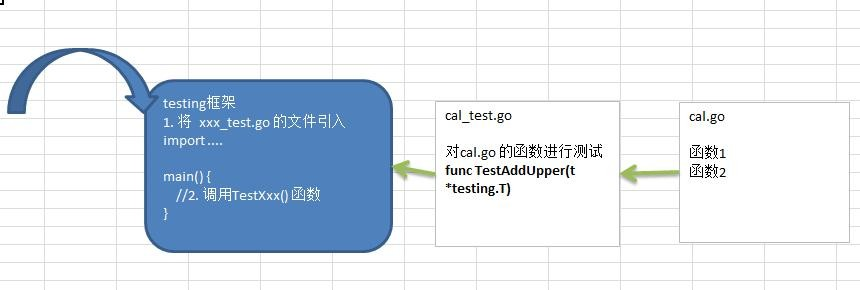 testing框架
1. 将 xxx_test.go 的文件引入
import ....
main() {
//2. 调用TestXxx() 函数
}
cal_test.go
对cal.go 的函数进行测试
func TestAddUpper(t
*testing.T)
cal.go
函数1
函数2